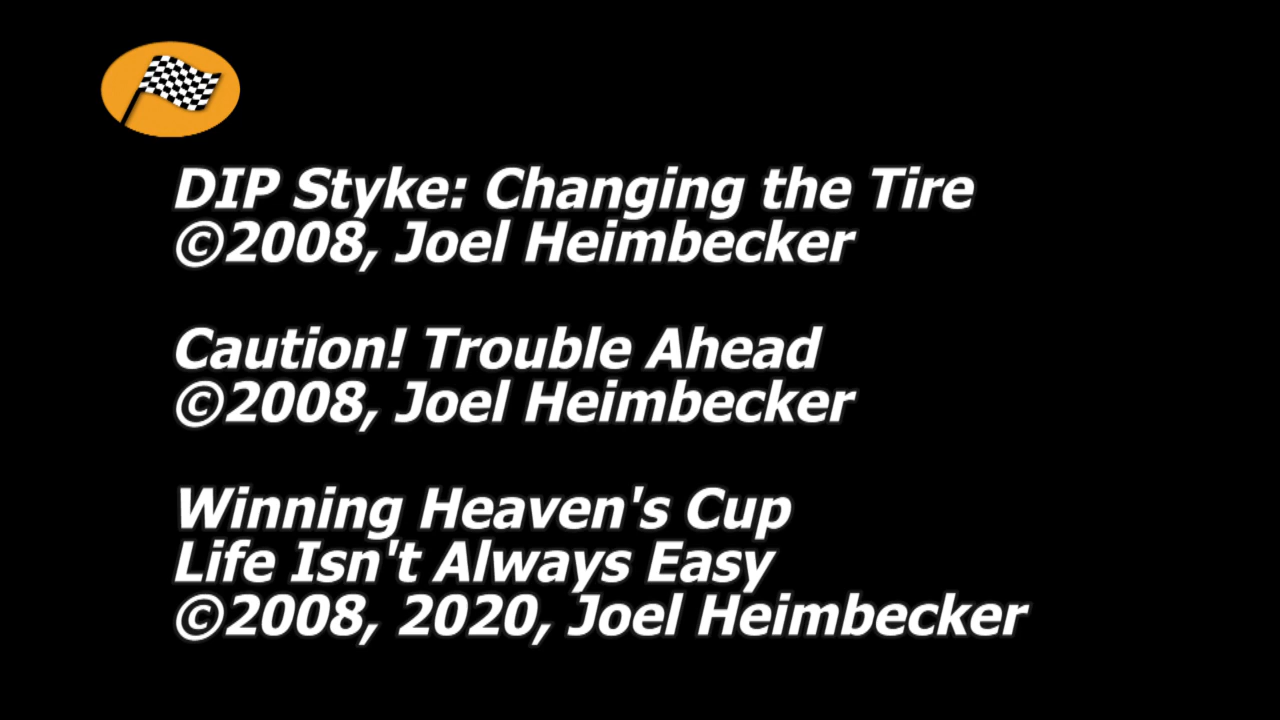 DIP Styke: Changing the Tire
©2008, Joel Heimbecker
Caution! Trouble Ahead
©2008, Joel Heimbecker
Winning Heaven's Cup
Life Isn't Always Easy
©2008, 2020, Joel Heimbecker